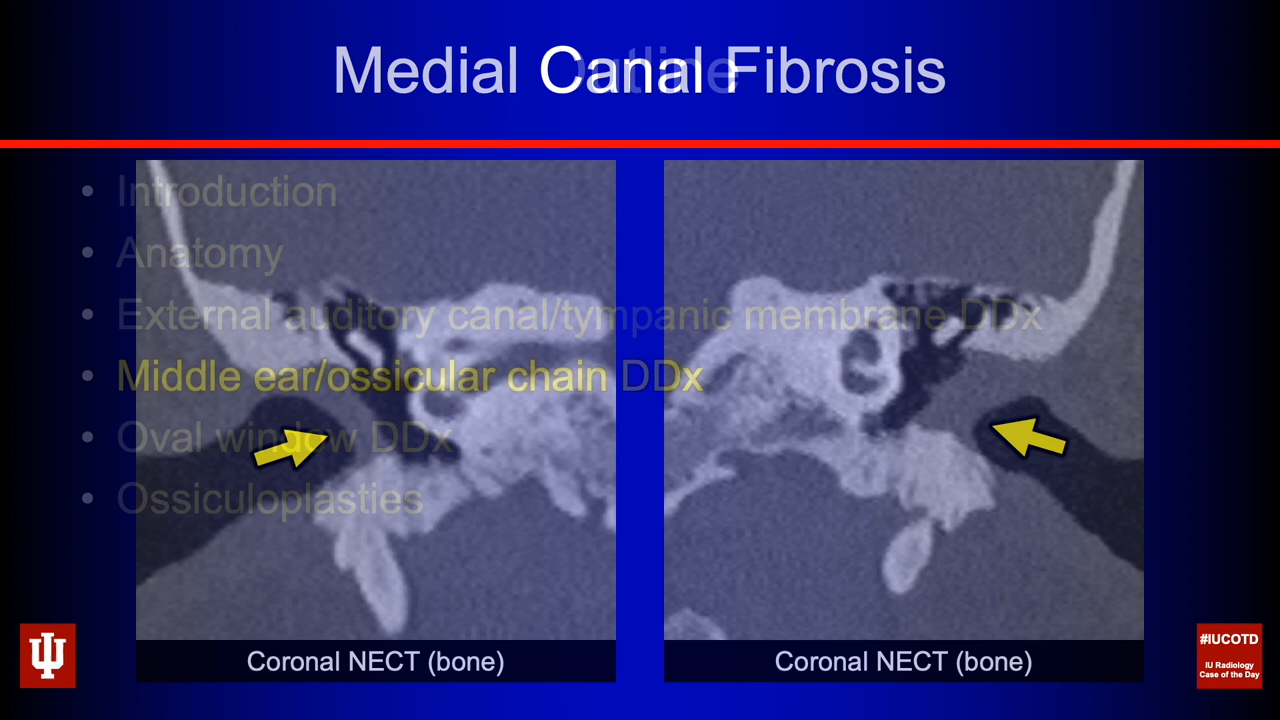 Medial Canal Fibrosis
Outline
• Introduction
• Anatomy
• External auditory canal/tympanic membrane DDx
• Middle ear/ossicular chain DDx
• Oval window DDx
• Ossiculoplasties
Coronal NECT (bone)
Coronal NECT (bone)
#IUCOTD
IU Radiology
Case of the Day